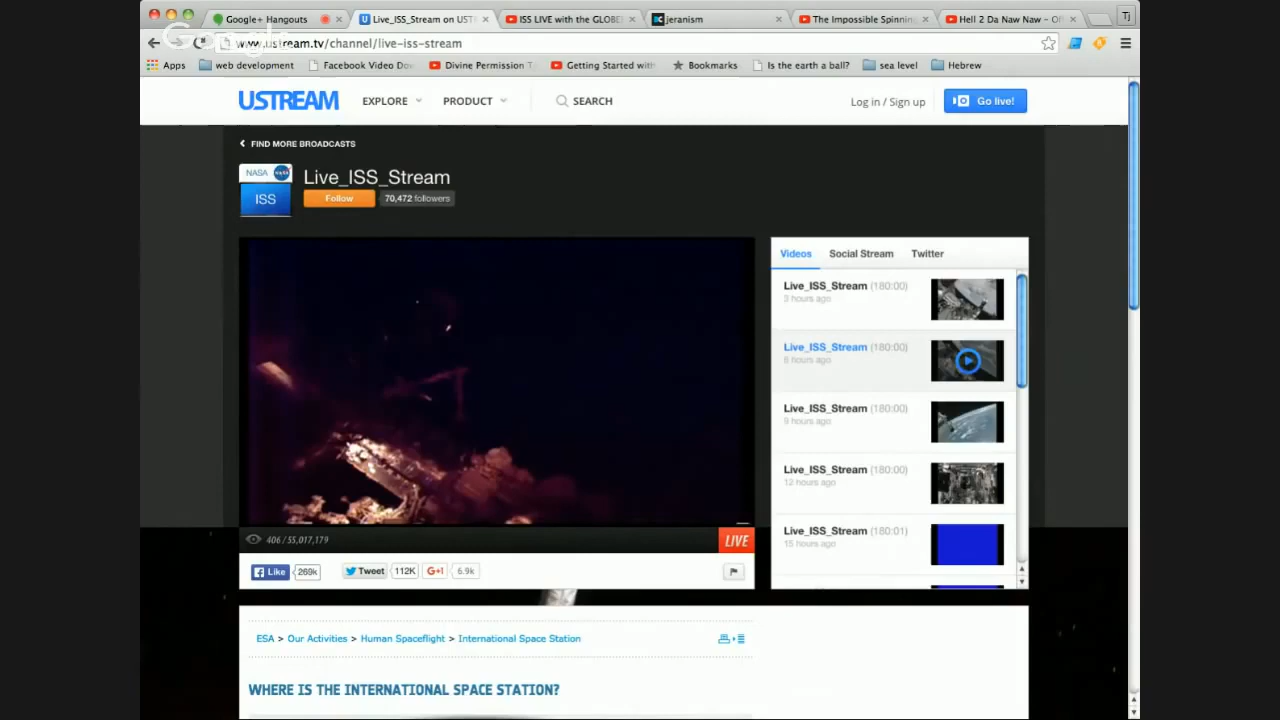 Google+ Hangouts
Live_ISS_Stream on UST
ISS LIVE with the GLOBE
jeranism
The Impossible Spinnin
Hell 2 Da Naw Naw - Of
Tj
Google
www.ustream.tv/channel/live-iss-stream
Apps
web development
Facebook Video Do
Divine Permission T
Getting Started with
Bookmarks
Is the earth a ball?
sea level
Hebrew
USTREAM
EXPLORE
PRODUCT
SEARCH
Log in / Sign up
Go live!
FIND MORE BROADCASTS
NASA
ISS
Live_ISS_Stream
Follow
70,472 followers
Videos
Social Stream
Twitter
Live_ISS_Stream (180:00)
3 hours ago
Live_ISS_Stream (180:00)
6 hours ago
Live_ISS_Stream (180:00)
9 hours ago
Live_ISS_Stream (180:00)
12 hours ago
Live_ISS_Stream (180:01)
15 hours ago
406 / 55,017,179
LIVE
Like
269k
Tweet
112K
G+1
6.9k
ESA > Our Activities > Human Spaceflight > International Space Station
WHERE IS THE INTERNATIONAL SPACE STATION?